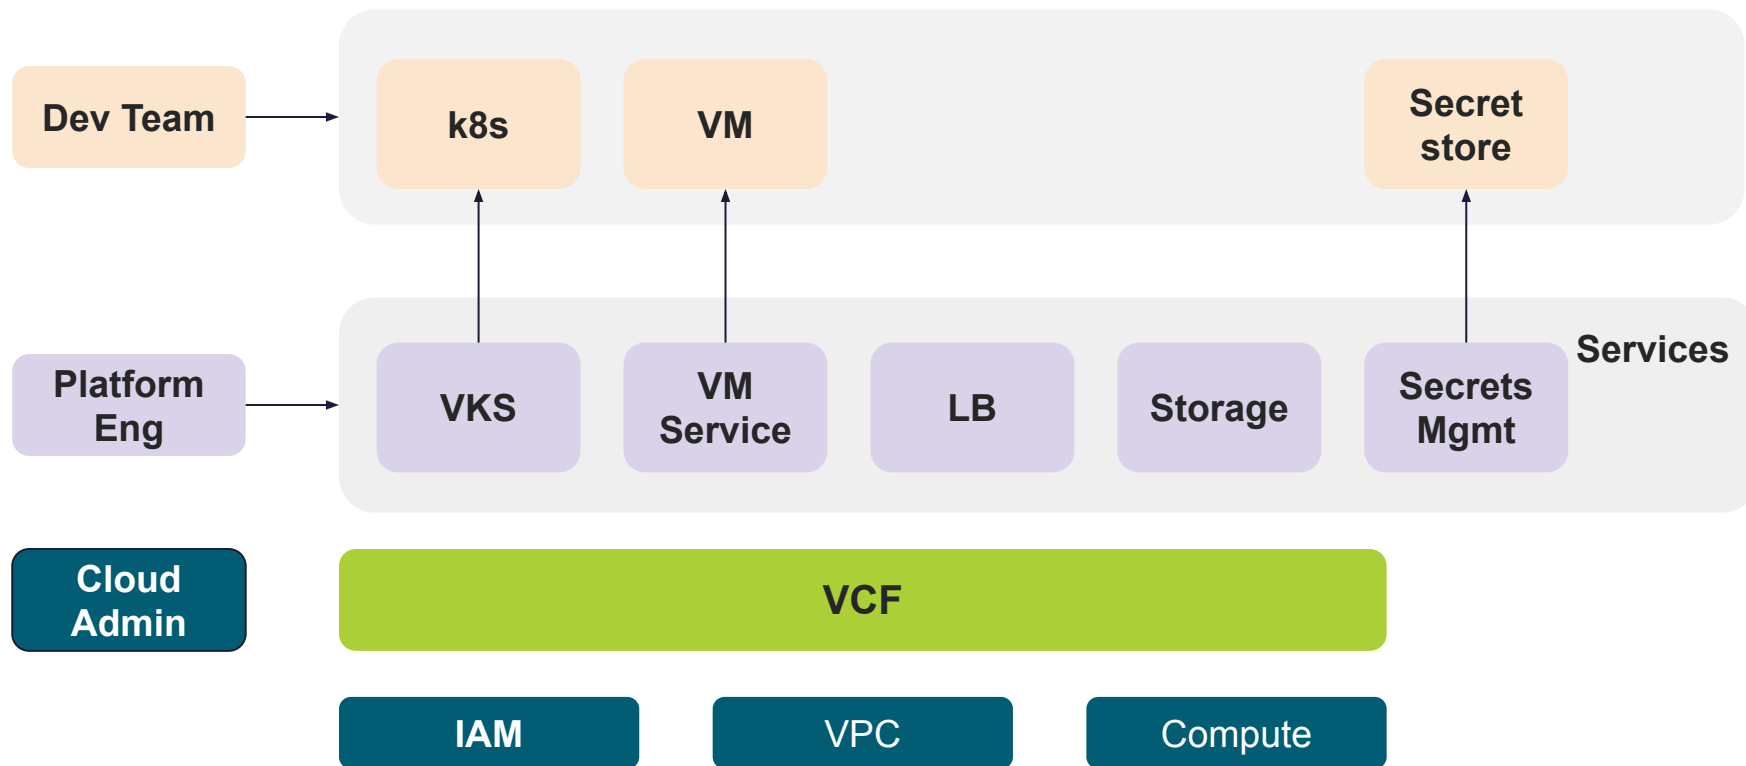 Dev Team
k8s
VM
Secret
store
Platform
Eng
VKS
VM
Service
LB
Storage
Secrets
Mgmt
Services
Cloud
Admin
VCF
IAM
VPC
Compute